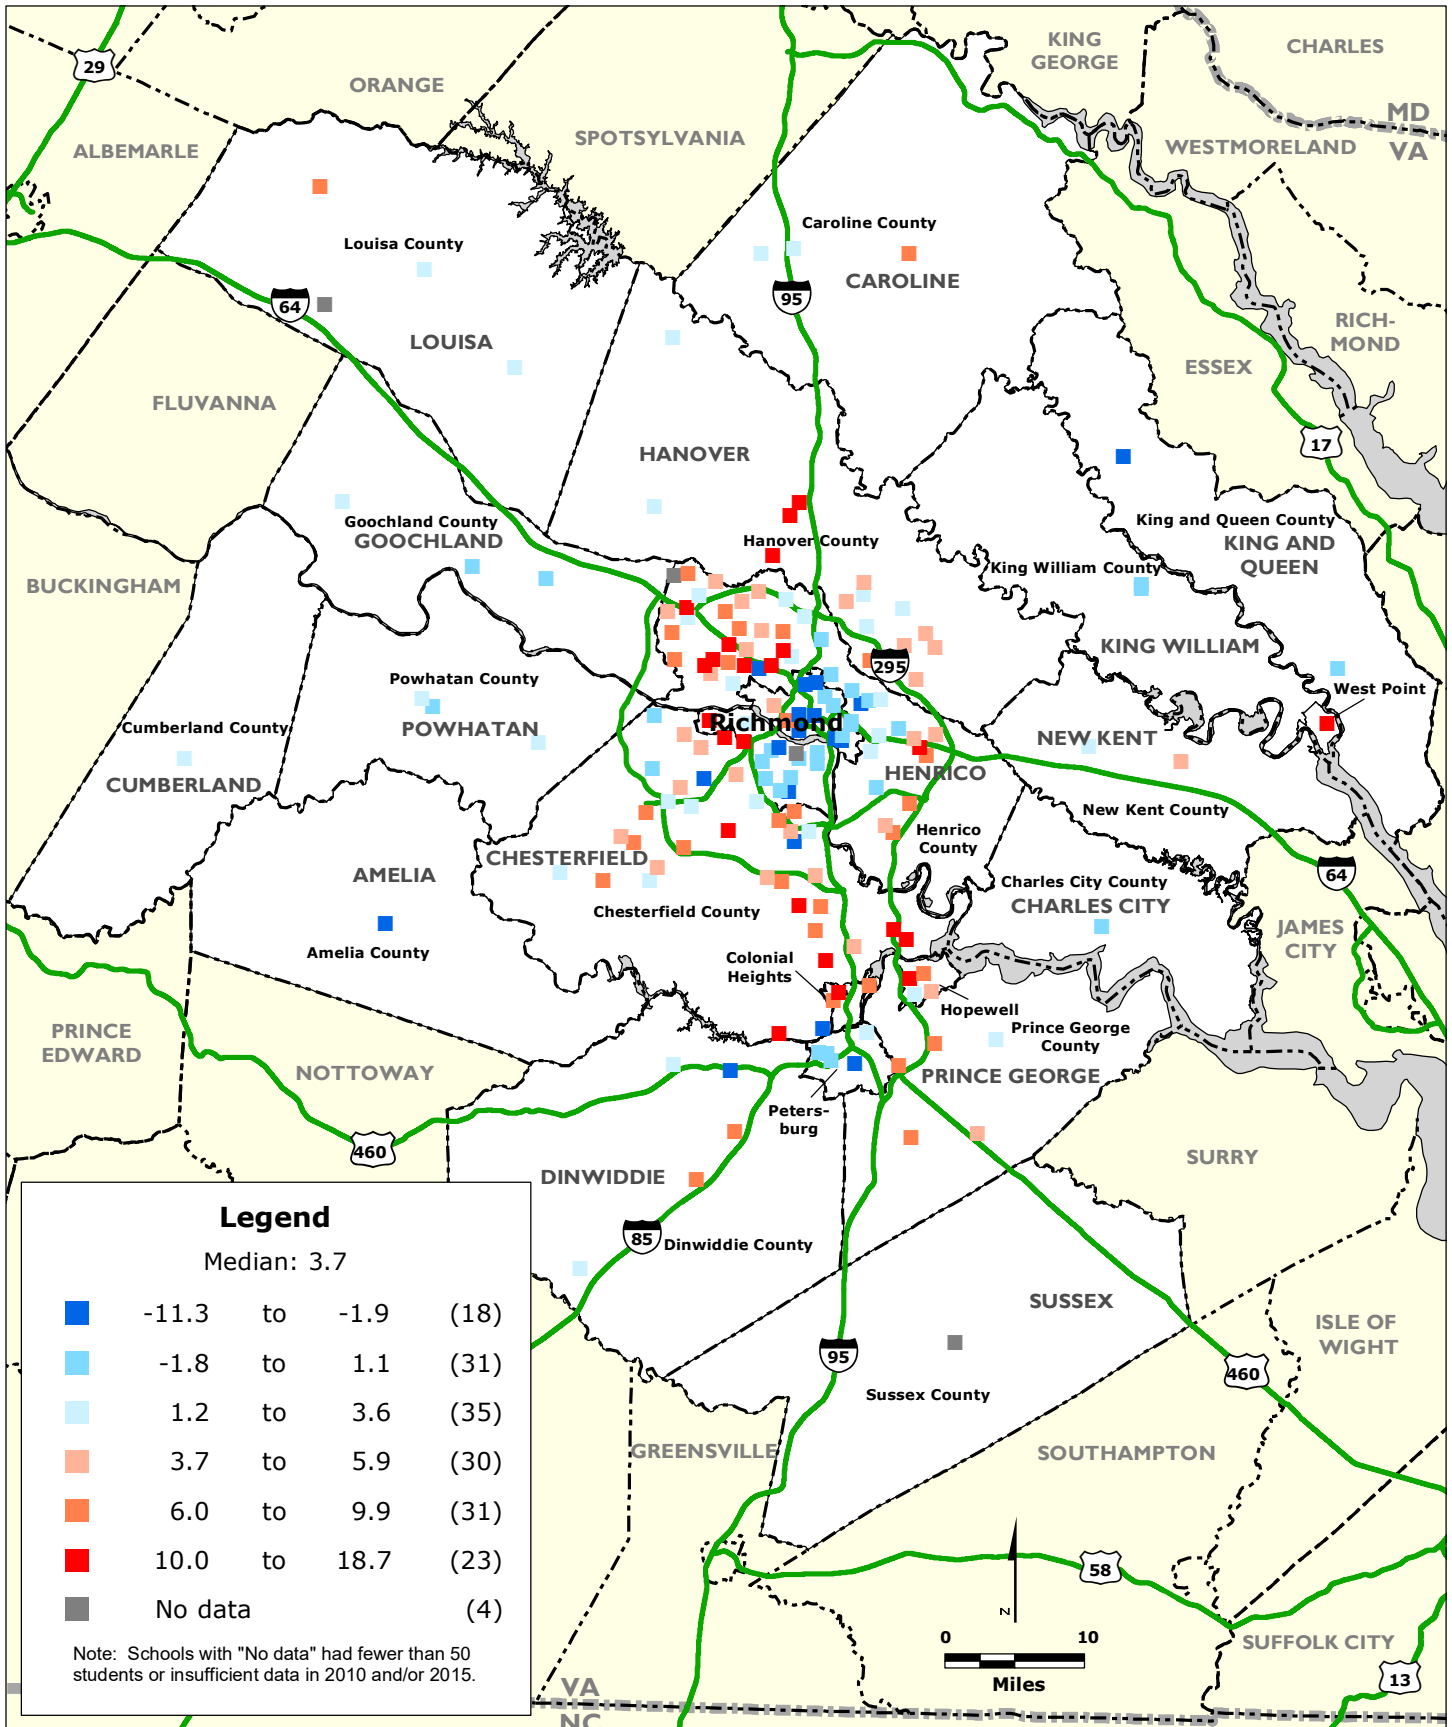 KING
GEORGE
CHARLES
29
ORANGE
MD
VA
SPOTSYLVANIA
ALBEMARLE
WESTMORELAND
Caroline County
Louisa County
CAROLINE
64
95
RICH-
MOND
LOUISA
ESSEX
FLUVANNA
17
HANOVER
Goochland County
GOOCHLAND
King and Queen County
KING AND
QUEEN
Hanover County
King William County
BUCKINGHAM
KING WILLIAM
295
Powhatan County
West Point
Cumberland County
POWHATAN
Richmond
NEW KENT
CUMBERLAND
HENRICO
New Kent County
Henrico
County
CHESTERFIELD
AMELIA
64
Charles City County
CHARLES CITY
Chesterfield County
JAMES
CITY
Amelia County
Colonial
Heights
Hopewell
PRINCE
EDWARD
Prince George
County
NOTTOWAY
PRINCE GEORGE
Peters-
burg
460
SURRY
DINWIDDIE
85
Dinwiddie County
SUSSEX
ISLE OF
WIGHT
95
460
Sussex County
GREENSVILLE
SOUTHAMPTON
58
SUFFOLK CITY
13
VA
NC
Legend
Median: 3.7
-11.3 to -1.9 (18)
-1.8 to 1.1 (31)
1.2 to 3.6 (35)
3.7 to 5.9 (30)
6.0 to 9.9 (31)
10.0 to 18.7 (23)
No data (4)
Note: Schools with "No data" had fewer than 50
students or insufficient data in 2010 and/or 2015.
N
0 10
Miles